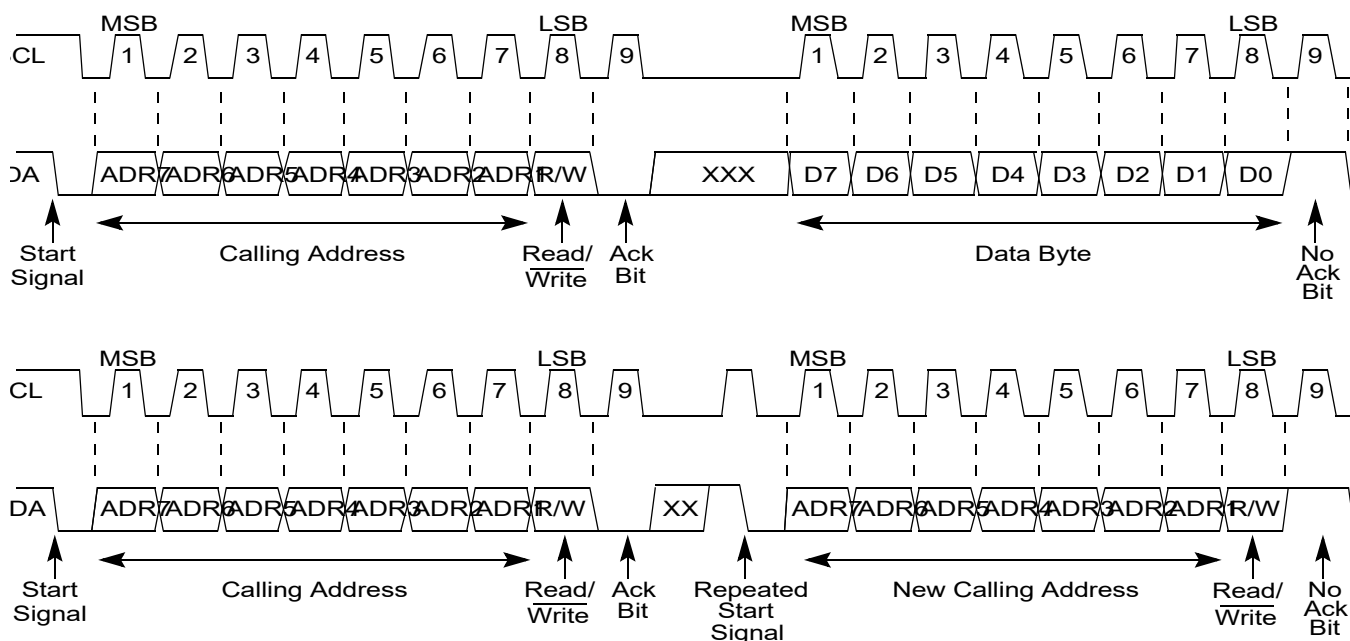 MSB LSB MSB LSB
CL 1 2 3 4 5 6 7 8 9 1 2 3 4 5 6 7 8 9
DA ADR7 ADR6 ADR5 ADR4 ADR3 ADR2 ADR1 R/W XXX D7 D6 D5 D4 D3 D2 D1 D0
Start Signal
Calling Address
Read/
Write
Ack
Bit
Data Byte
No
Ack
Bit
MSB LSB MSB LSB
CL 1 2 3 4 5 6 7 8 9 1 2 3 4 5 6 7 8 9
DA ADR7 ADR6 ADR5 ADR4 ADR3 ADR2 ADR1 R/W XX ADR7 ADR6 ADR5 ADR4 ADR3 ADR2 ADR1 R/W
Start
Signal
Calling Address
Read/
Write
Ack
Bit
Repeated
Start
Signal
New Calling Address
Read/
Write
No
Ack
Bit